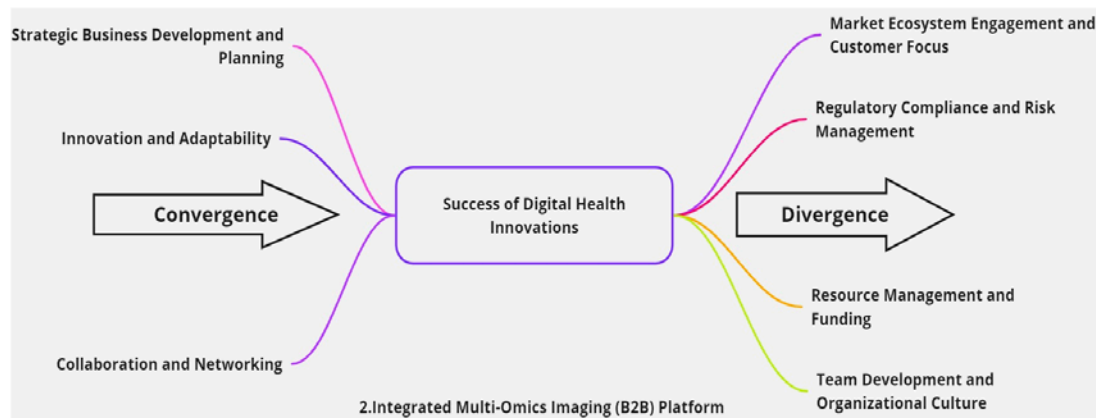 Strategic Business Development and
Planning
Innovation and Adaptability
Convergence
Collaboration and Networking
Success of Digital Health
Innovations
Market Ecosystem Engagement and
Customer Focus
Regulatory Compliance and Risk
Management
Divergence
Resource Management and
Funding
Team Development and
Organizational Culture
2.Integrated Multi-Omics Imaging (B2B) Platform